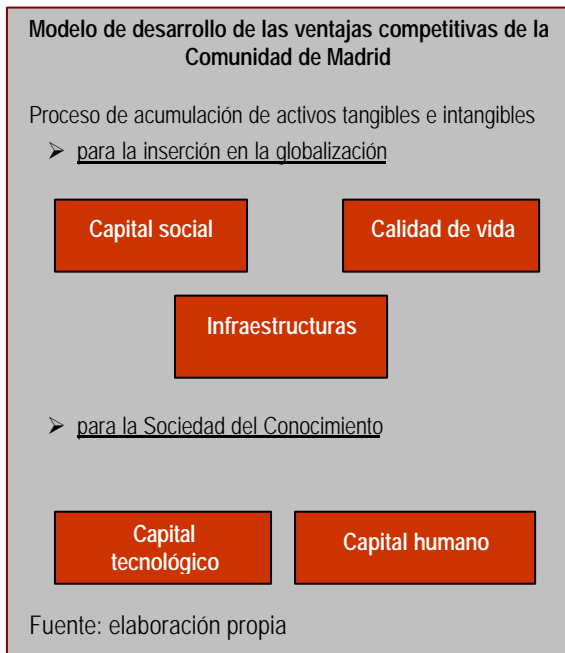 Modelo de desarrollo de las ventajas competitivas de la
Comunidad de Madrid
Proceso de acumulación de activos tangibles e intangibles
➢ para la inserción en la globalización
Capital social
Calidad de vida
Infraestructuras
➢ para la Sociedad del Conocimiento
Capital
tecnológico
Capital humano
Fuente: elaboración propia